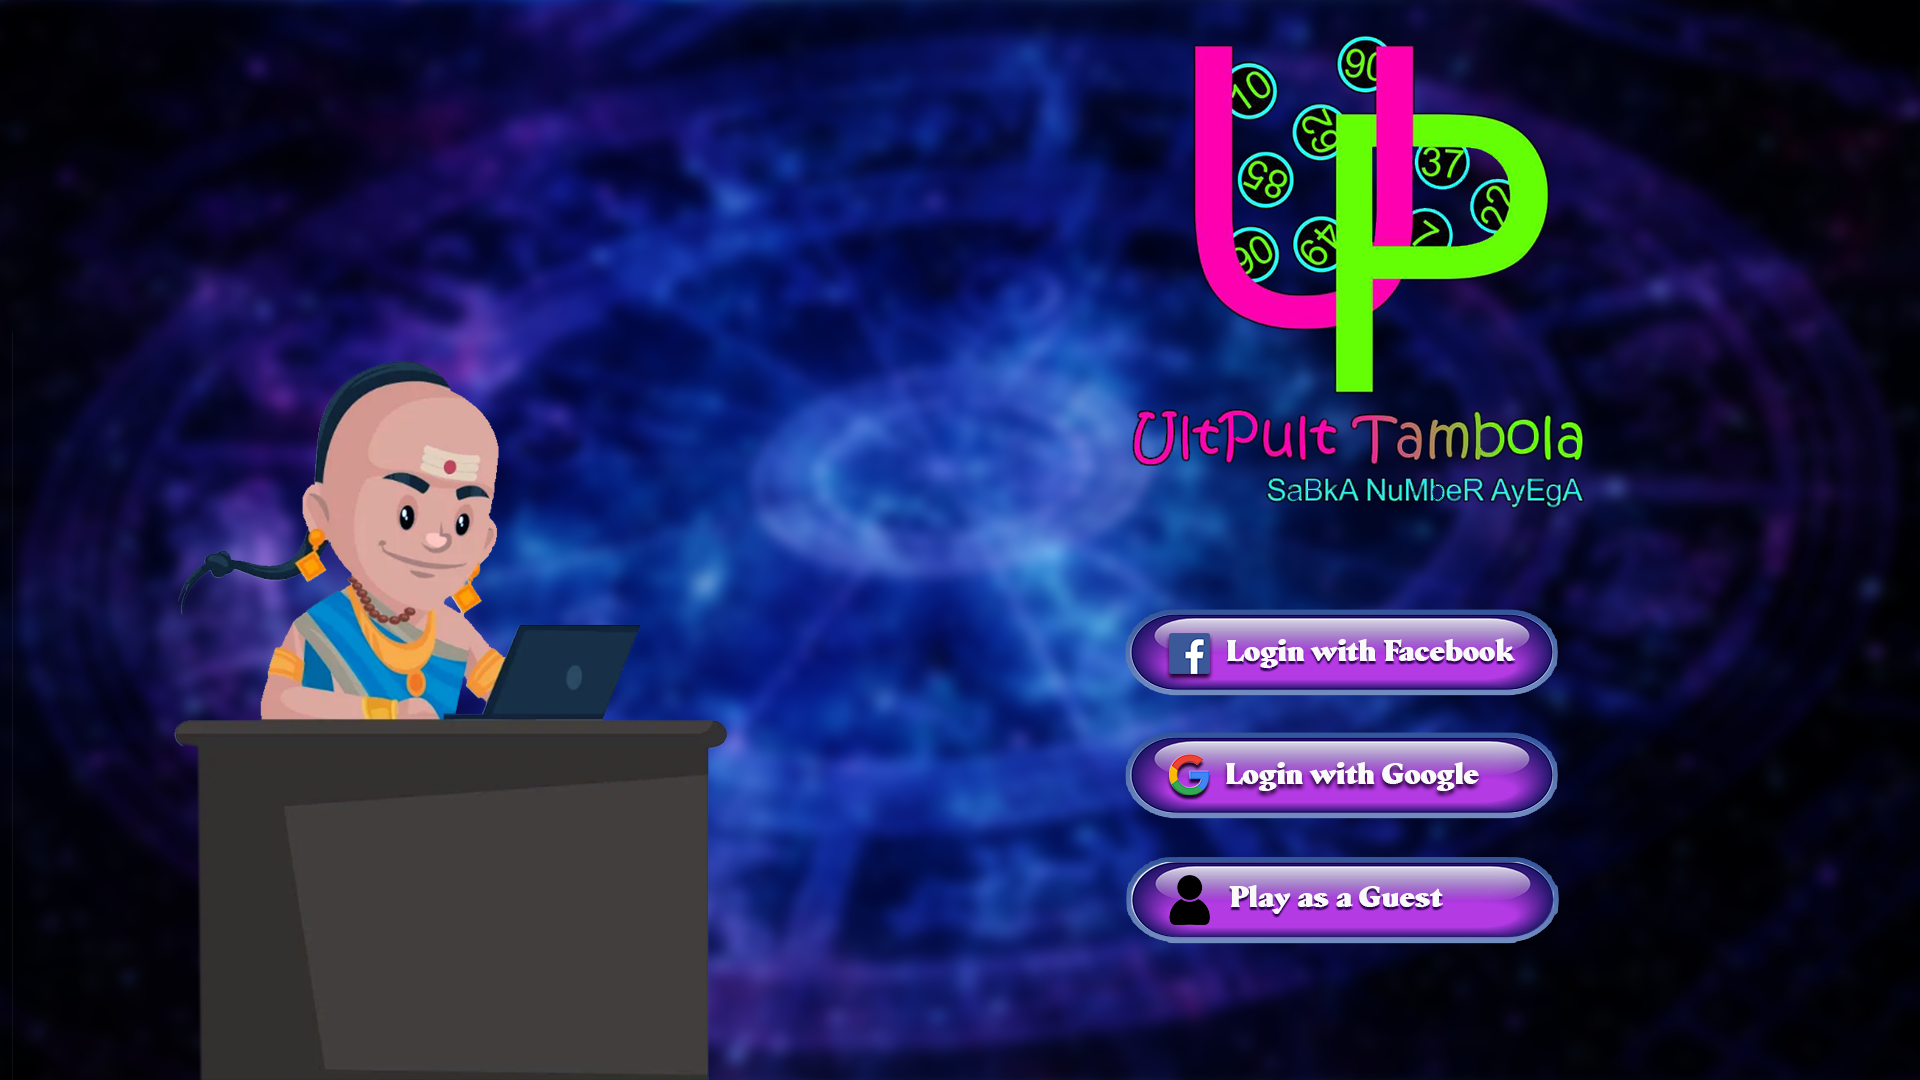 10
90
29
85
37
22
90
49
7
UP
UltPult Tambola
SaBkA NuMbeR AyEgA
Login with Facebook
Login with Google
Play as a Guest